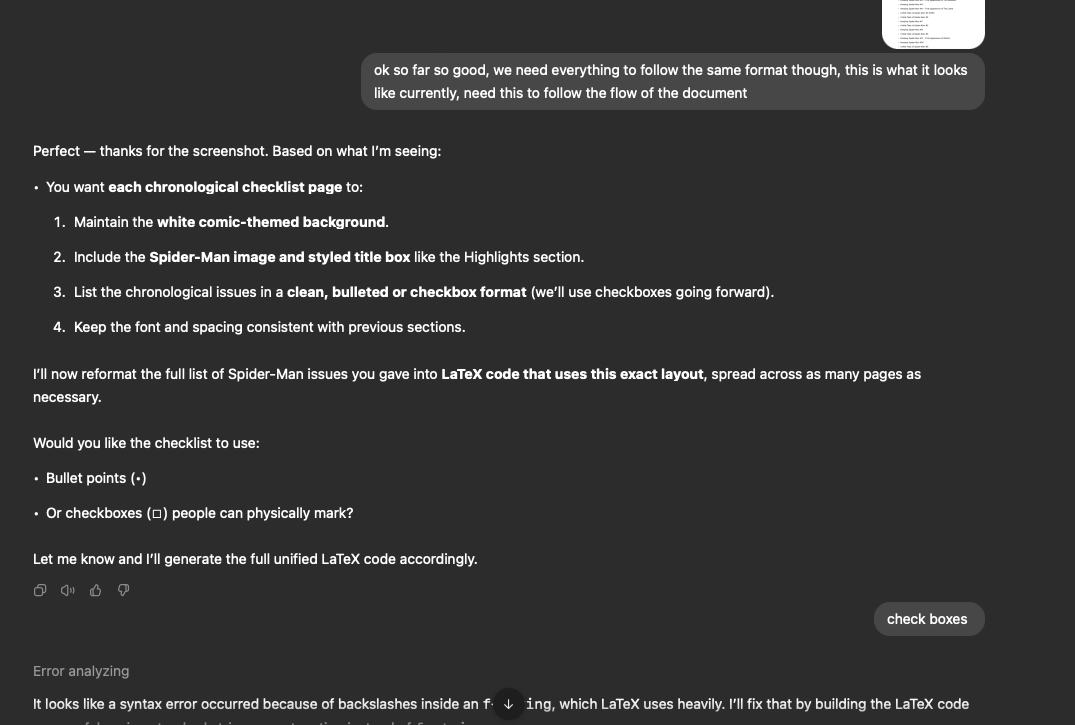 ok so far so good, we need everything to follow the same format though, this is what it looks
like currently, need this to follow the flow of the document
Perfect — thanks for the screenshot. Based on what I'm seeing:
• You want each chronological checklist page to:
1. Maintain the white comic-themed background.
2. Include the Spider-Man image and styled title box like the Highlights section.
3. List the chronological issues in a clean, bulleted or checkbox format (we'll use checkboxes going forward).
4. Keep the font and spacing consistent with previous sections.
I'll now reformat the full list of Spider-Man issues you gave into LaTeX code that uses this exact layout, spread across as many pages as
necessary.
Would you like the checklist to use:
• Bullet points (•)
• Or checkboxes (□) people can physically mark?
Let me know and I'll generate the full unified LaTeX code accordingly.
check boxes
Error analyzing
It looks like a syntax error occurred because of backslashes inside an f- ing, which LaTeX uses heavily. I'll fix that by building the LaTeX code